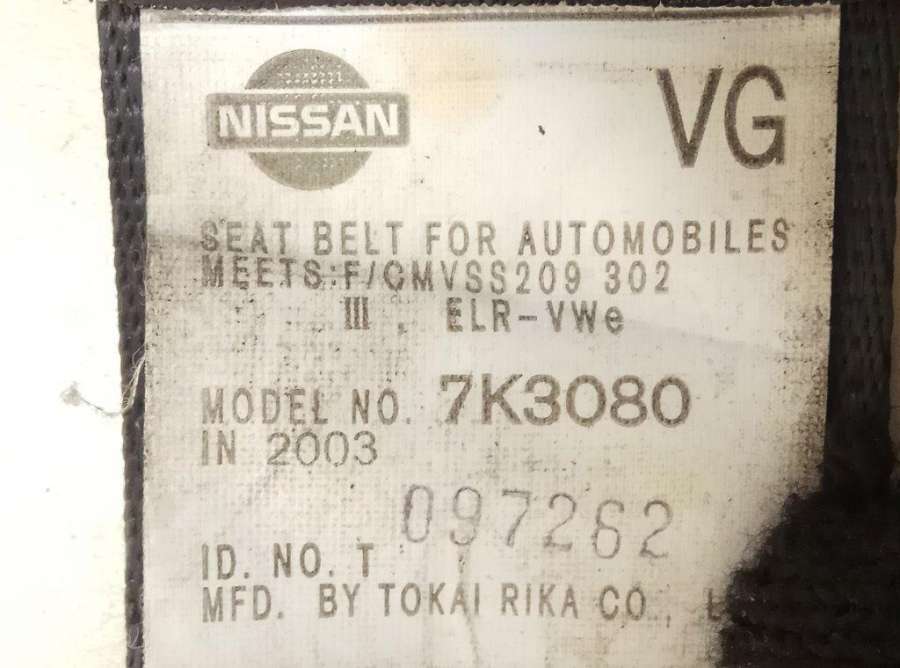 NISSAN
VG
SEAT BELT FOR AUTOMOBILES
MEETS:F/CMVSS209 302
III , ELR-VWe
MODEL NO. 7K3080
IN 2003
097262
ID. NO. T
MFD. BY TOKAI RIKA CO.,